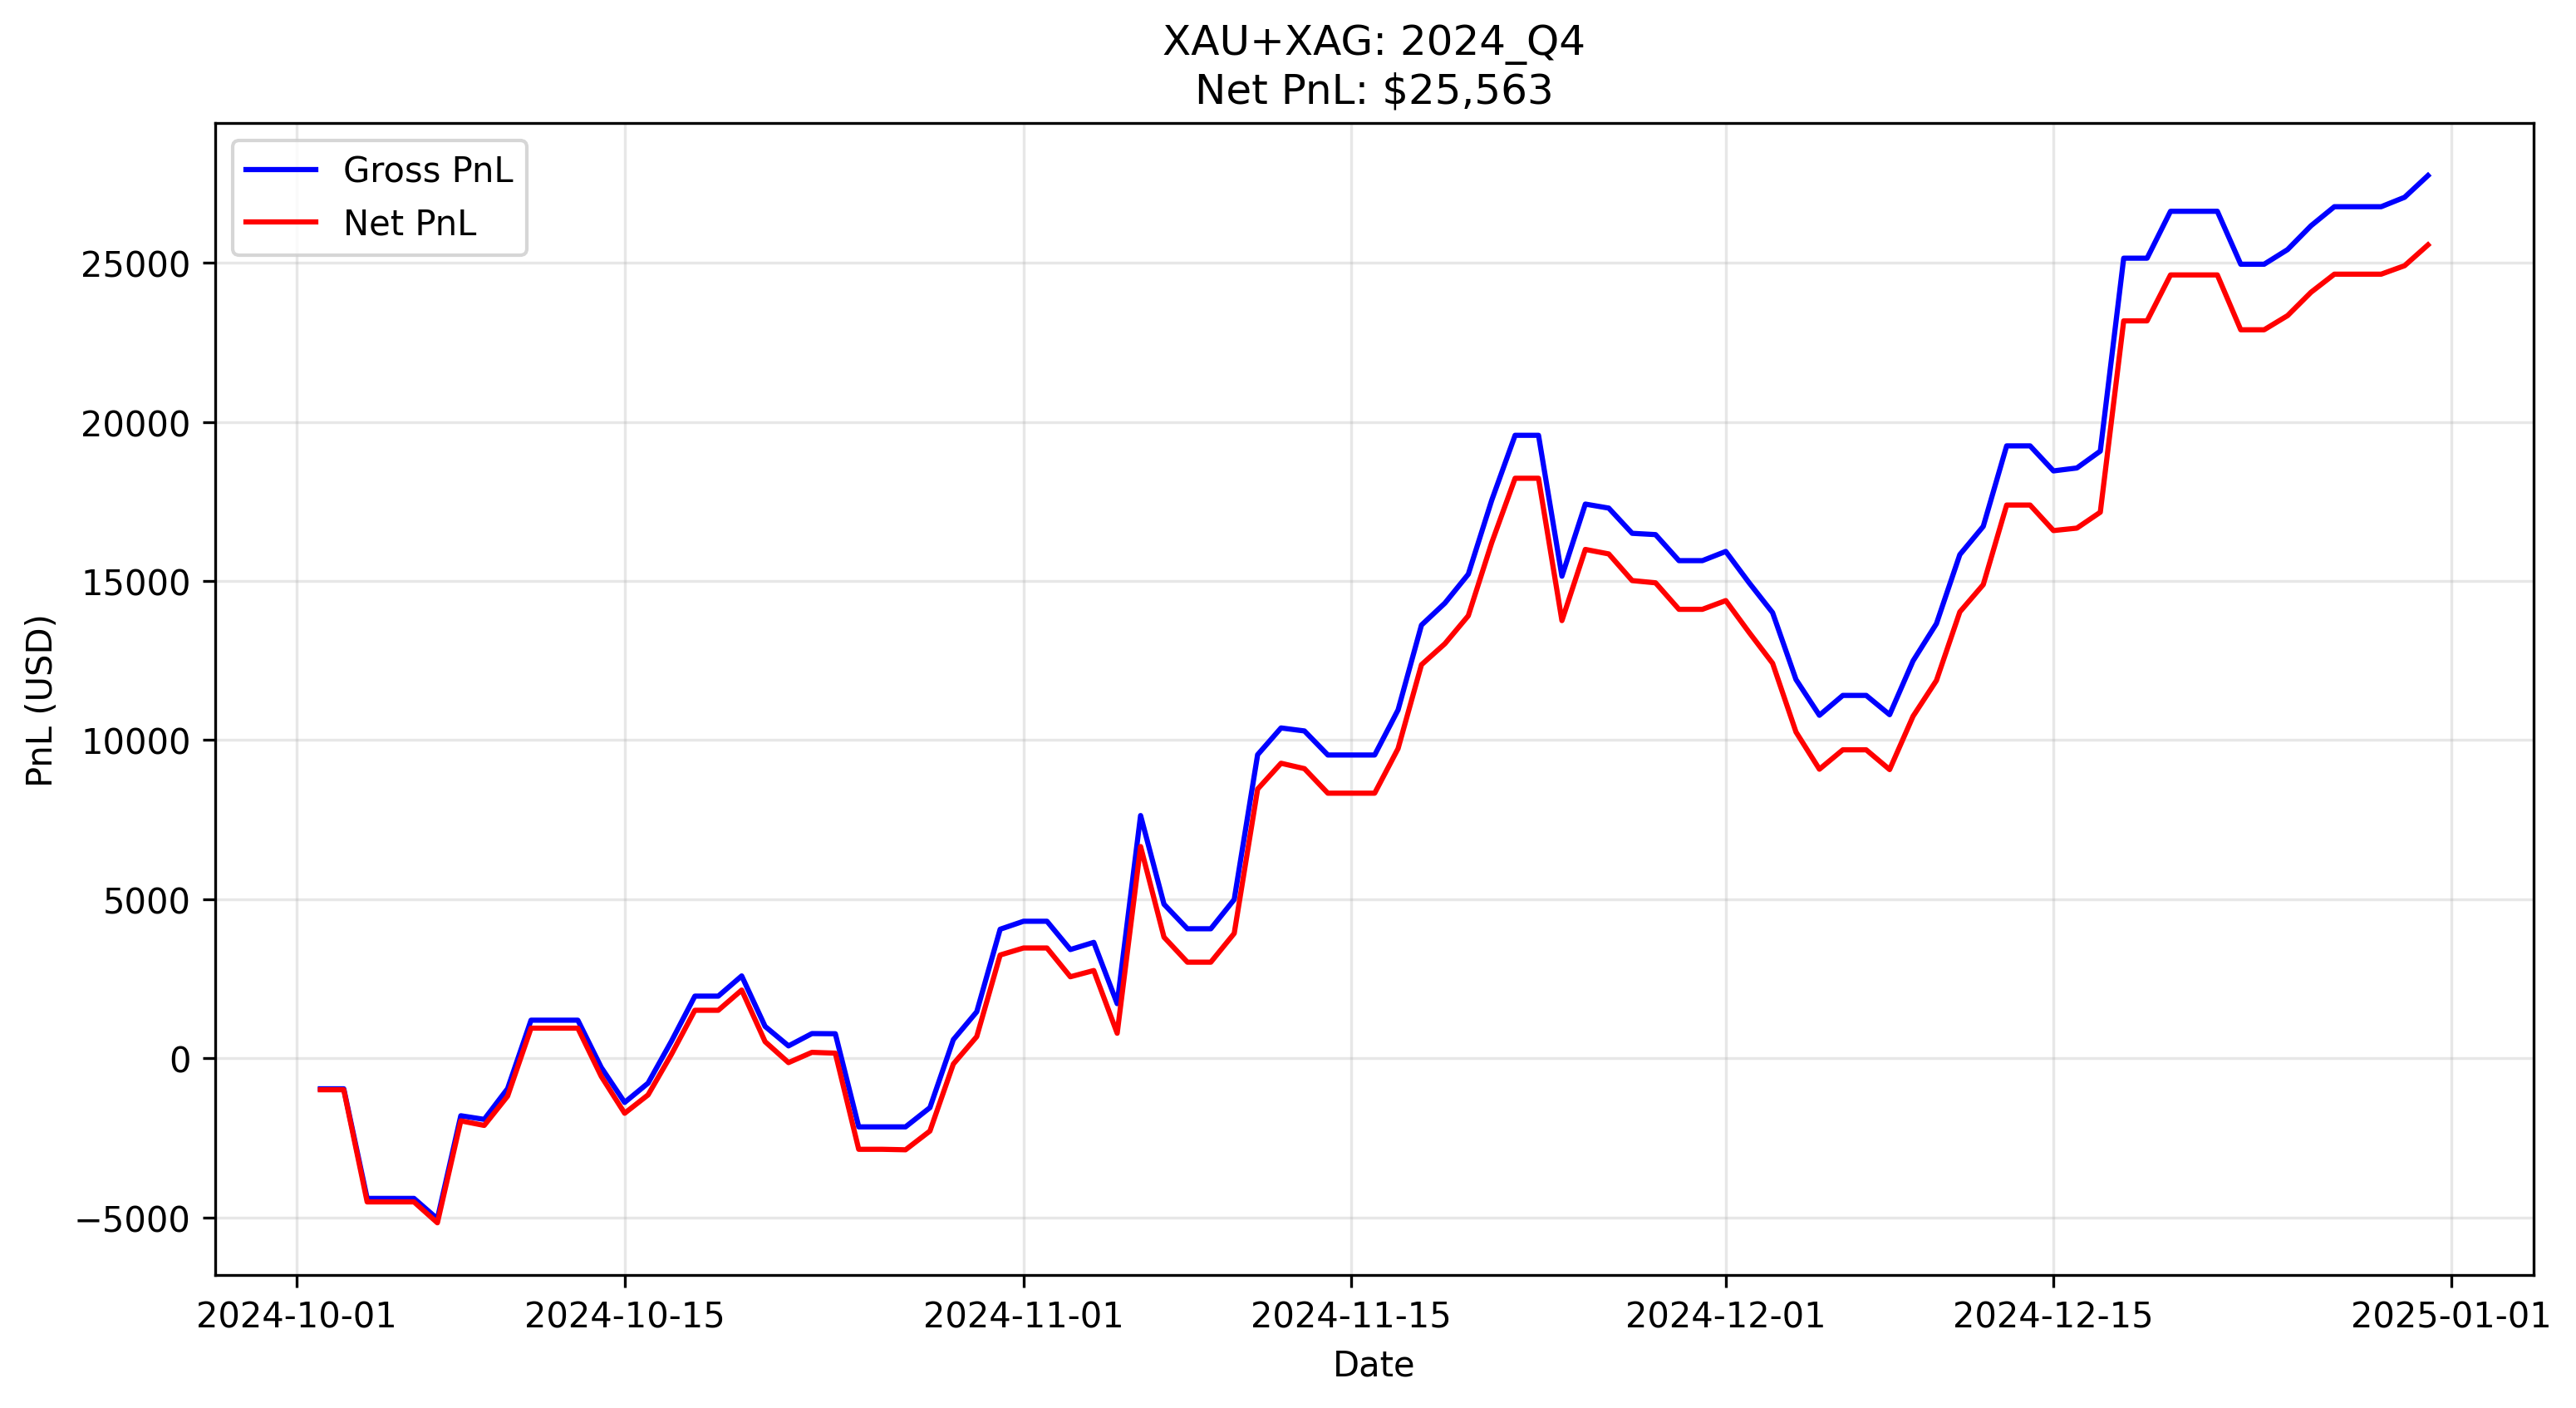 XAU+XAG: 2024_Q4
Net PnL: $25,563
Gross PnL
Net PnL
25000
20000
15000
10000
5000
0
−5000
PnL (USD)
2024-10-01
2024-10-15
2024-11-01
2024-11-15
2024-12-01
2024-12-15
2025-01-01
Date